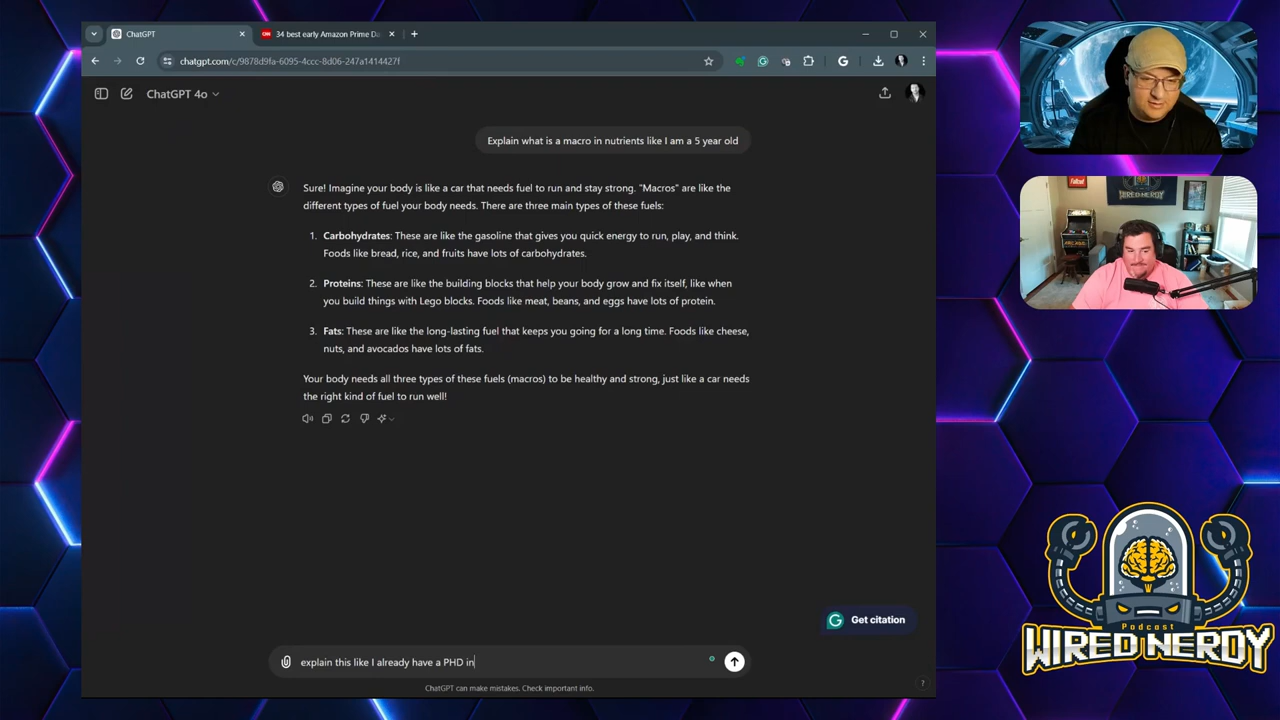 ChatGPT
34 best early Amazon Prime Da
chatgpt.com/c/9878d9fa-6095-4ccc-8d06-247a1414427f
ChatGPT 4o
Explain what is a macro in nutrients like I am a 5 year old
Sure! Imagine your body is like a car that needs fuel to run and stay strong. "Macros" are like the
different types of fuel your body needs. There are three main types of these fuels:
1. Carbohydrates: These are like the gasoline that gives you quick energy to run, play, and think.
Foods like bread, rice, and fruits have lots of carbohydrates.
2. Proteins: These are like the building blocks that help your body grow and fix itself, like when
you build things with Lego blocks. Foods like meat, beans, and eggs have lots of protein.
3. Fats: These are like the long-lasting fuel that keeps you going for a long time. Foods like cheese,
nuts, and avocados have lots of fats.
Your body needs all three types of these fuels (macros) to be healthy and strong, just like a car needs
the right kind of fuel to run well!
Get citation
explain this like I already have a PHD in
ChatGPT can make mistakes. Check important info.
?
WIRED NERDY
Podcast
WIRED NERDY